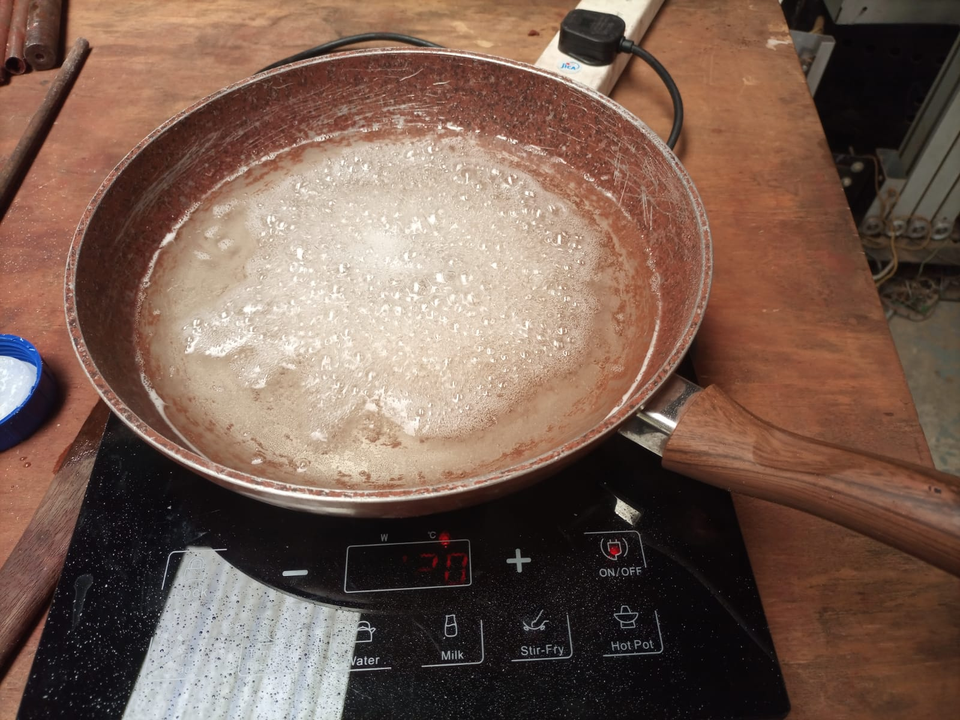 W °C
70
ON/OFF
Water
Milk
Stir-Fry
Hot Pot